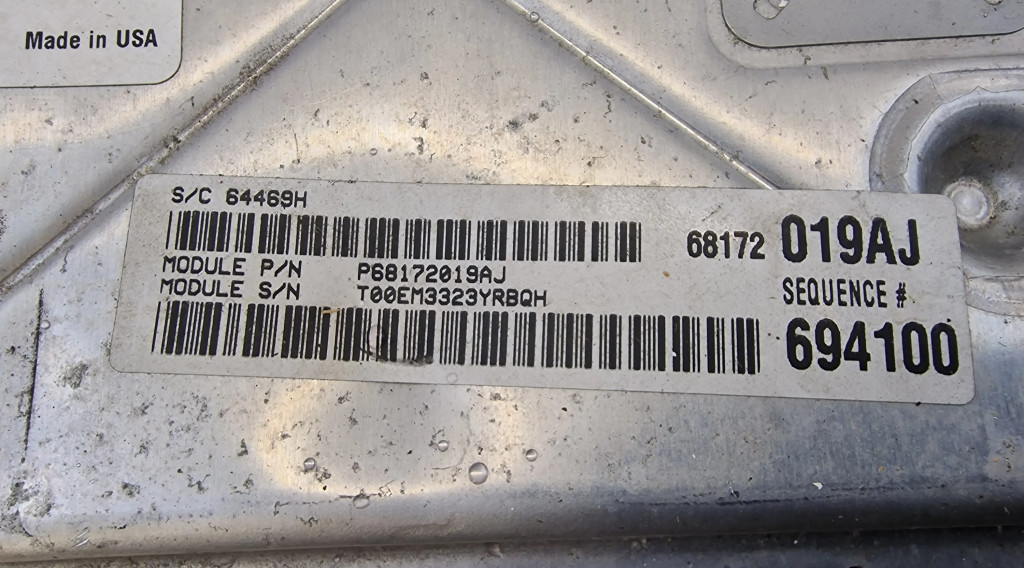 Made in USA
S/C 64469H
68172 019AJ
MODULE P/N P68172019AJ
MODULE S/N T00EM3323YRBQH
SEQUENCE #
694100